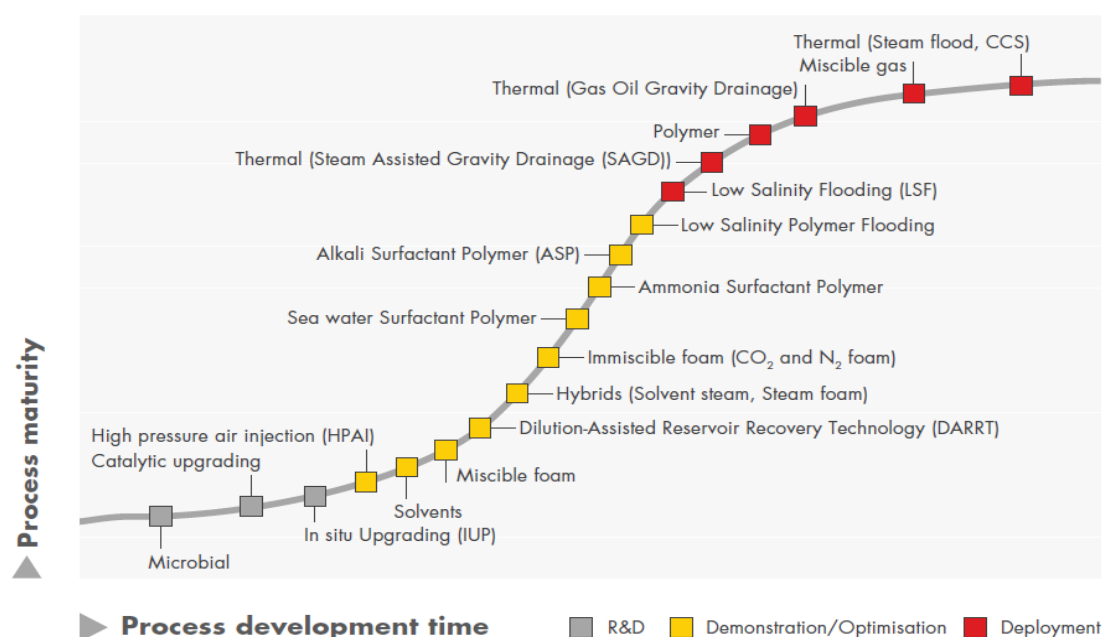 Thermal (Steam flood, CCS)
Miscible gas
Thermal (Gas Oil Gravity Drainage)
Polymer
Thermal (Steam Assisted Gravity Drainage (SAGD))
Low Salinity Flooding (LSF)
Low Salinity Polymer Flooding
Alkali Surfactant Polymer (ASP)
Ammonia Surfactant Polymer
Sea water Surfactant Polymer
Immiscible foam (CO₂ and N₂ foam)
Hybrids (Solvent steam, Steam foam)
Dilution-Assisted Reservoir Recovery Technology (DARRT)
High pressure air injection (HPAI)
Catalytic upgrading
Miscible foam
Solvents
In situ Upgrading (IUP)
Microbial
Process maturity
Process development time
R&D
Demonstration/Optimisation
Deployment